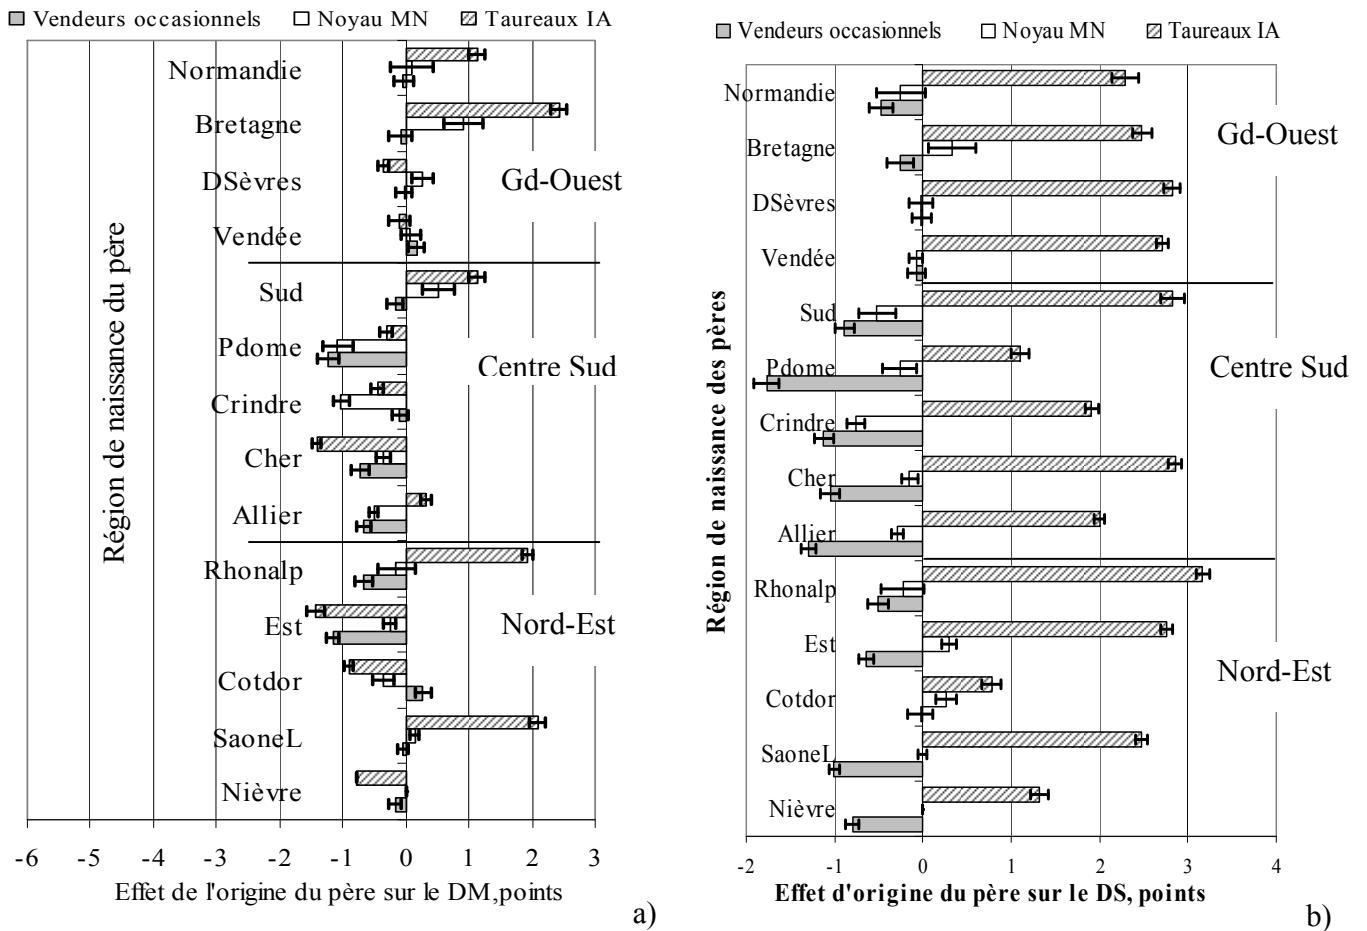 Vendeurs occasionnels Noyau MN Taureaux IA
Région de naissance du père
Normandie
Bretagne
DSèvres
Vendée
Sud
Pdome
Crindre
Cher
Allier
Rhonalp
Est
Cotdor
SaoneL
Nièvre
Gd-Ouest
Centre Sud
Nord-Est
-6 -5 -4 -3 -2 -1 0 1 2 3
Effet de l'origine du père sur le DM,points
a)
Vendeurs occasionnels Noyau MN Taureaux IA
Région de naissance des pères
Normandie
Bretagne
DSèvres
Vendée
Sud
Pdome
Crindre
Cher
Allier
Rhonalp
Est
Cotdor
SaoneL
Nièvre
Gd-Ouest
Centre Sud
Nord-Est
-2 -1 0 1 2 3 4
Effet d'origine du père sur le DS, points
b)